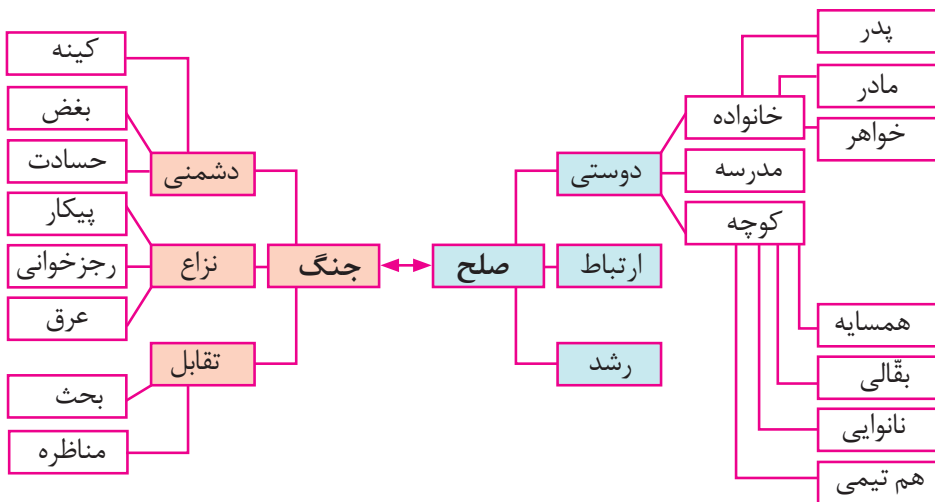 پدر
مادر
خواهر
خانواده
مدرسه
کوچه
همسایه
بقّالی
نانوایی
هم تیمی
دوستی
ارتباط
رشد
صلح
جنگ
دشمنی
نزاع
تقابل
کینه
بغض
حسادت
پیکار
رجزخوانی
عرق
بحث
مناظره